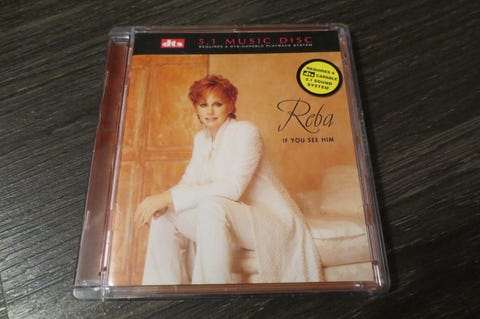 dts 5.1 MUSIC DISC
REQUIRES A DTS-CAPABLE PLAYBACK SYSTEM
REQUIRES A
dts CAPABLE
5.1 SOUND
SYSTEM
Reba
IF YOU SEE HIM